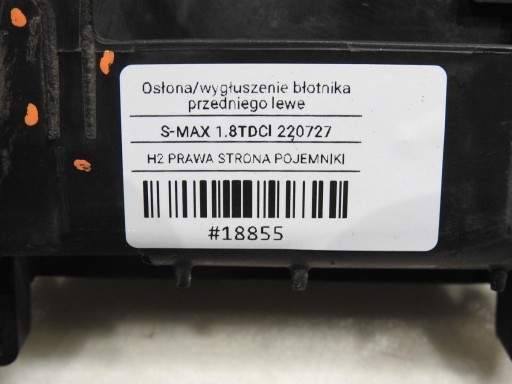 Osłona/wygłuszenie błotnika
przedniego lewe
S-MAX 1.8TDCI 220727
H2 PRAWA STRONA POJEMNIKI
#18855